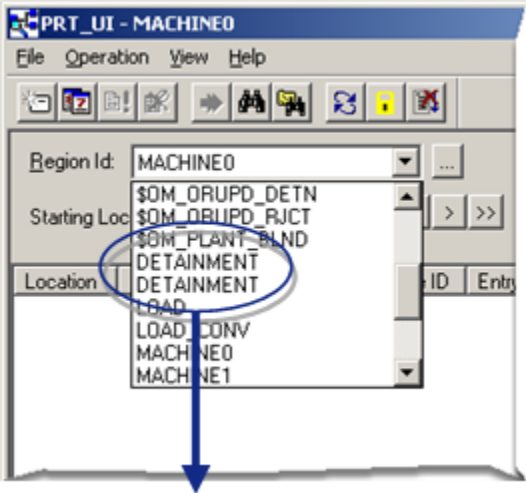 PRT_UI - MACHINE0
File Operation View Help
Region Id: MACHINE0 ...
$OM_ORUPD_DETN
Starting Loc $OM_ORUPD_RJCT > >>
$OM_PLANT_BLND
DETAINMENT
Location DETAINMENT ID Entry
LOAD
LOAD_CONV
MACHINE0
MACHINE1